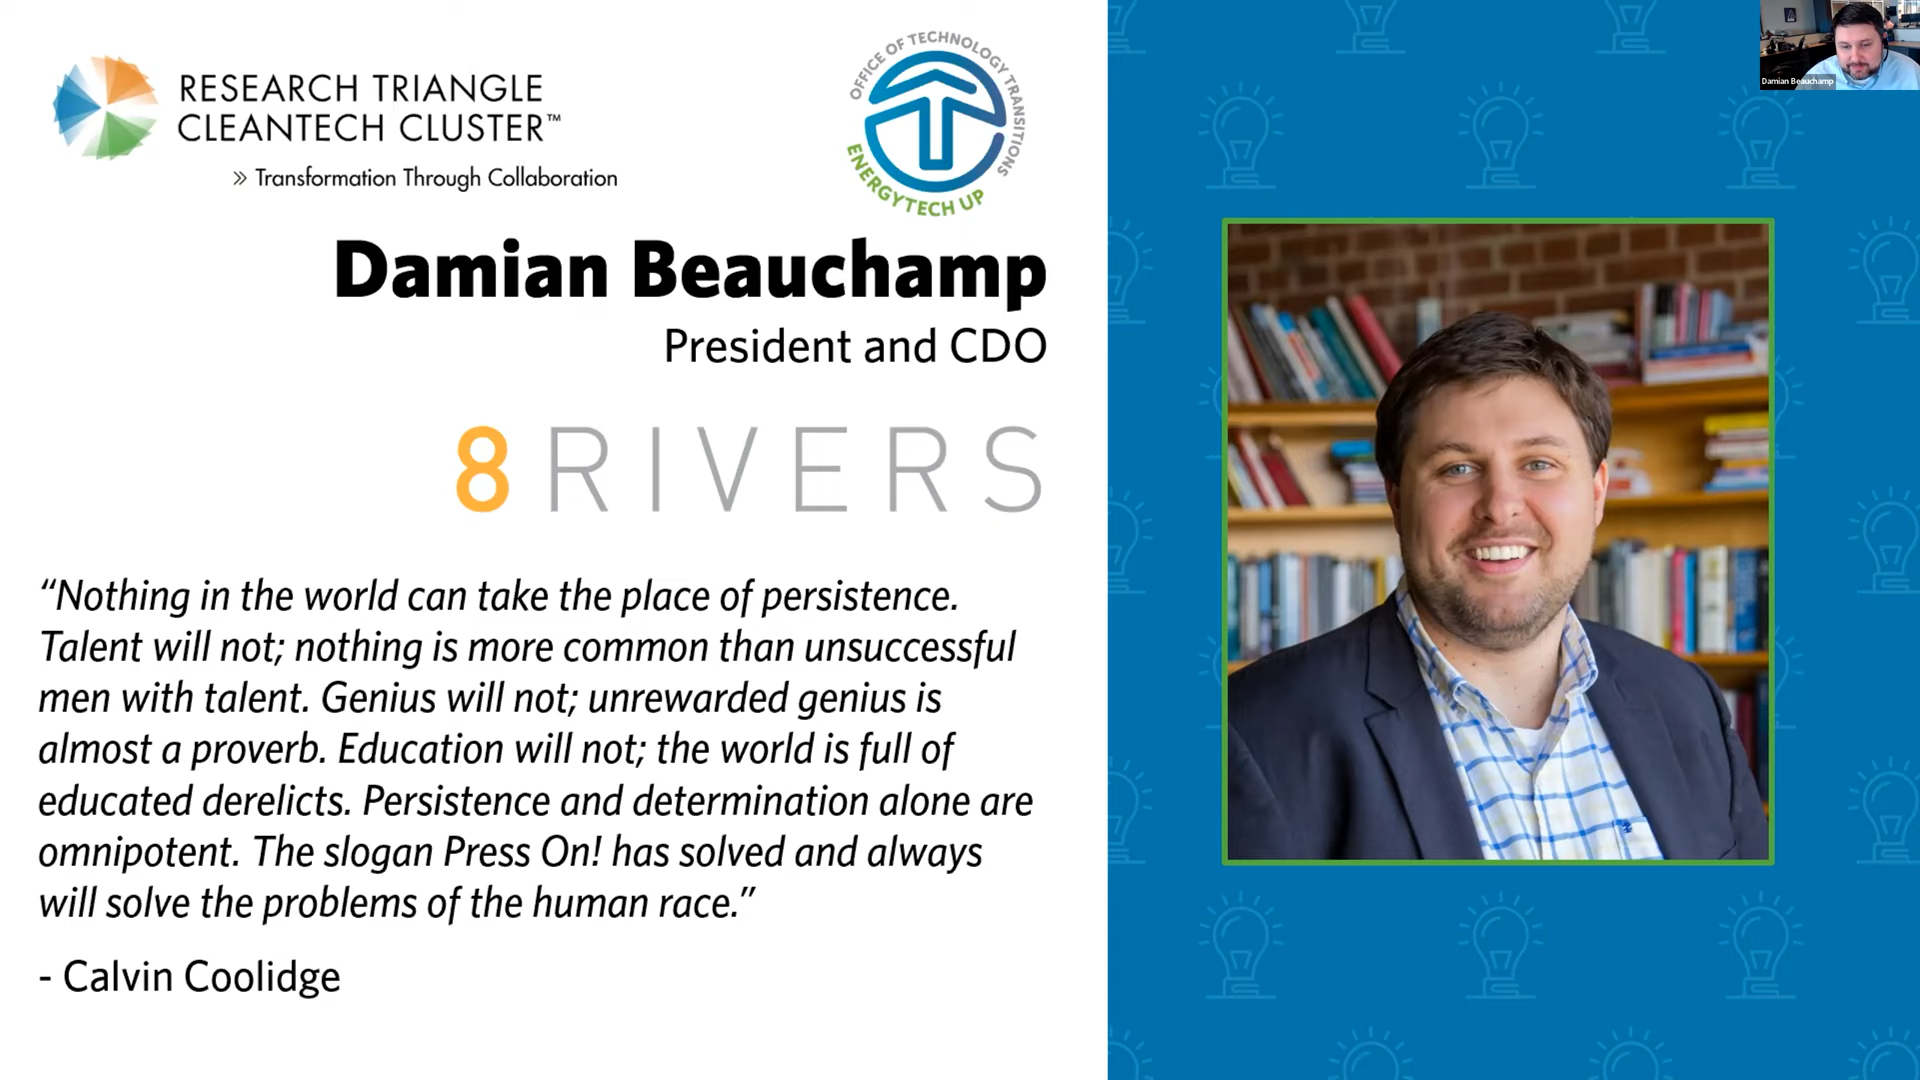 RESEARCH TRIANGLE
CLEANTECH CLUSTER™
» Transformation Through Collaboration
OFFICE OF TECHNOLOGY TRANSITIONS
ENERGYTECH UP
Damian Beauchamp
President and CDO
8 RIVERS
“Nothing in the world can take the place of persistence.
Talent will not; nothing is more common than unsuccessful
men with talent. Genius will not; unrewarded genius is
almost a proverb. Education will not; the world is full of
educated derelicts. Persistence and determination alone are
omnipotent. The slogan Press On! has solved and always
will solve the problems of the human race.”
- Calvin Coolidge
Damian Beauchamp